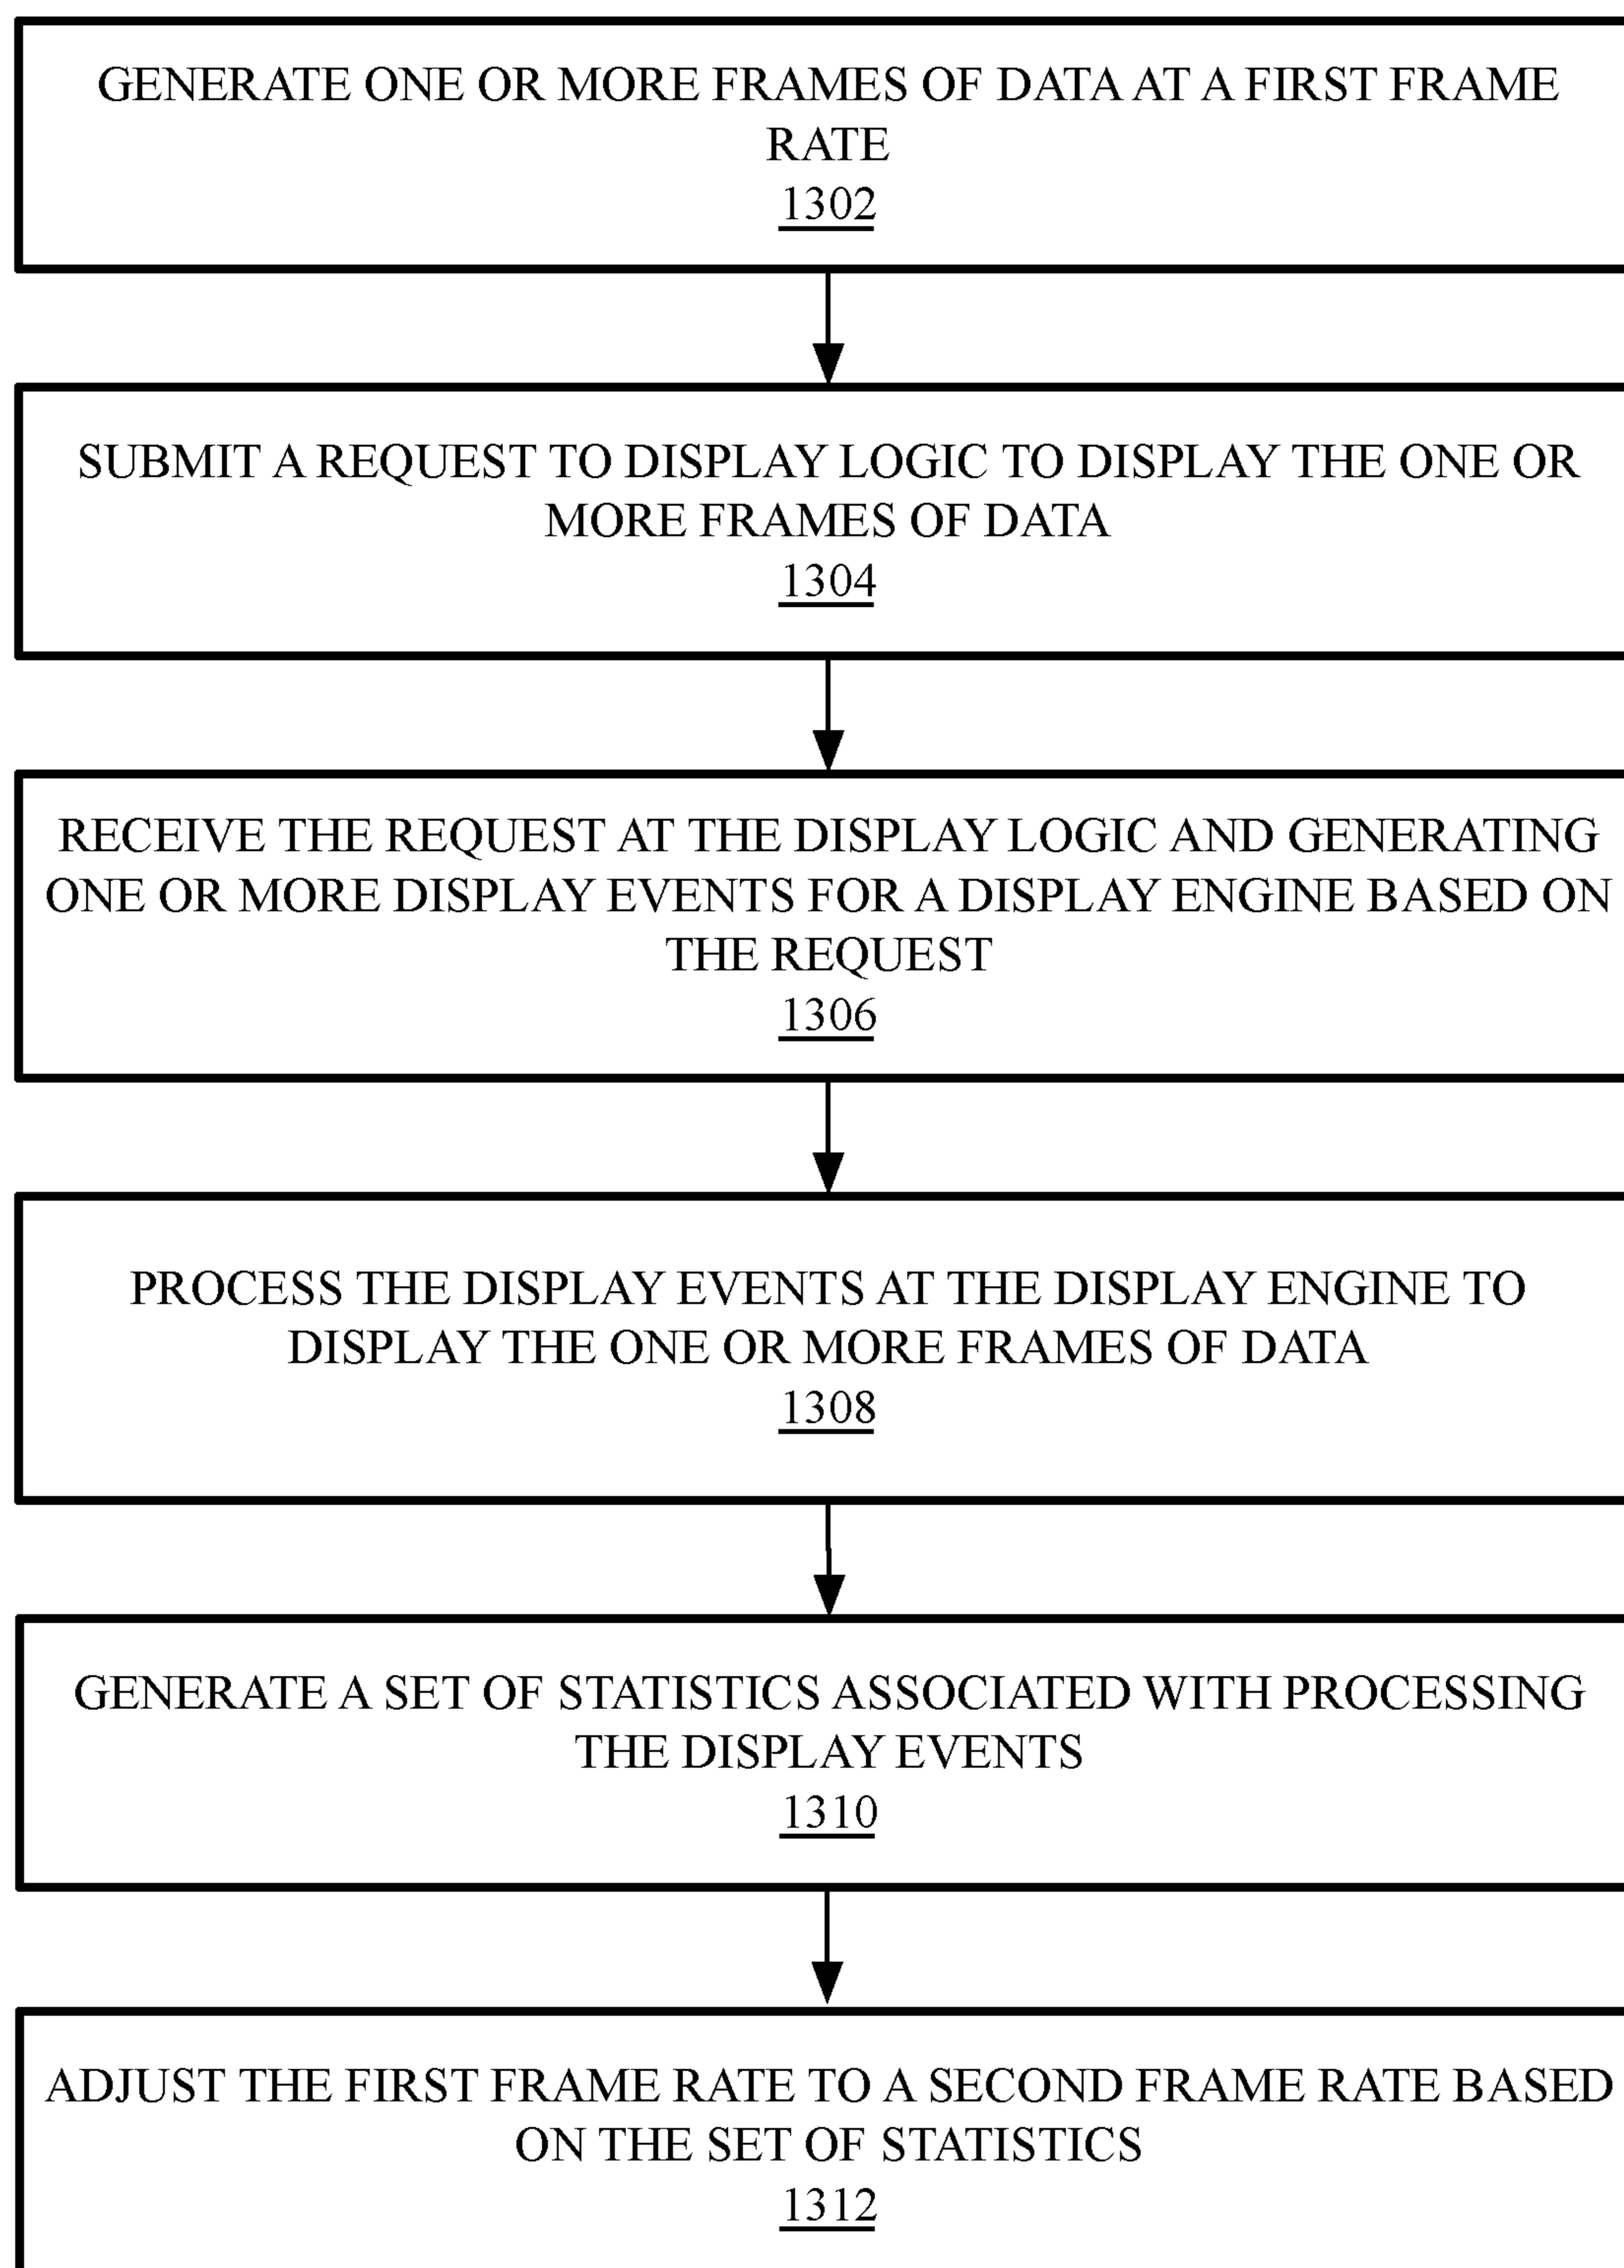 GENERATE ONE OR MORE FRAMES OF DATA AT A FIRST FRAME
RATE
1302
SUBMIT A REQUEST TO DISPLAY LOGIC TO DISPLAY THE ONE OR
MORE FRAMES OF DATA
1304
RECEIVE THE REQUEST AT THE DISPLAY LOGIC AND GENERATING
ONE OR MORE DISPLAY EVENTS FOR A DISPLAY ENGINE BASED ON
THE REQUEST
1306
PROCESS THE DISPLAY EVENTS AT THE DISPLAY ENGINE TO
DISPLAY THE ONE OR MORE FRAMES OF DATA
1308
GENERATE A SET OF STATISTICS ASSOCIATED WITH PROCESSING
THE DISPLAY EVENTS
1310
ADJUST THE FIRST FRAME RATE TO A SECOND FRAME RATE BASED
ON THE SET OF STATISTICS
1312